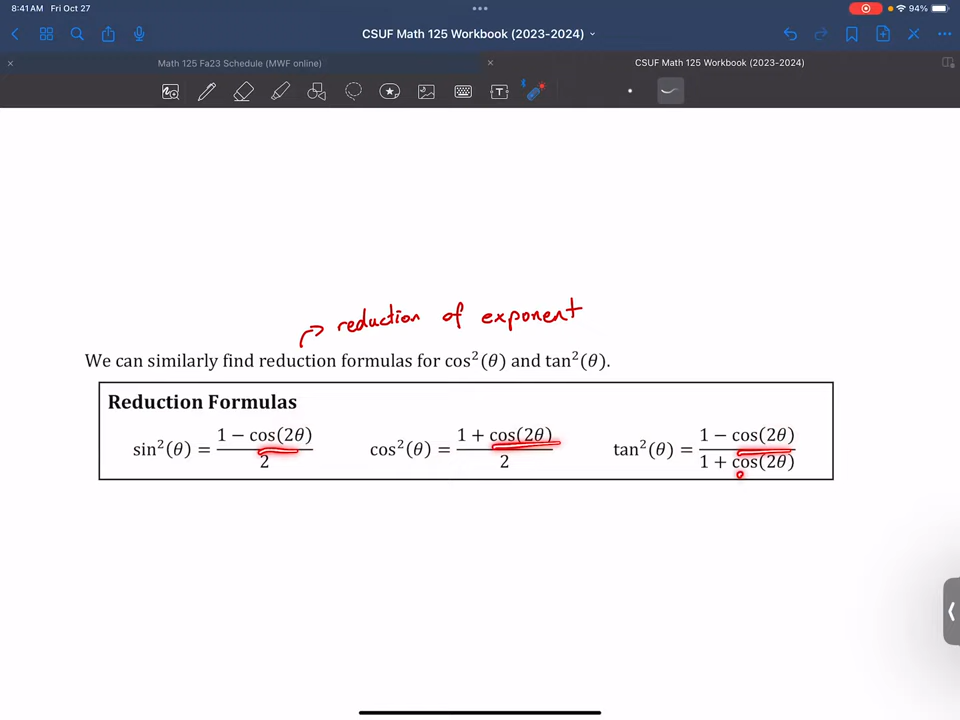 8:41 AM Fri Oct 27
94%
CSUF Math 125 Workbook (2023-2024)
Math 125 Fa23 Schedule (MWF online)
CSUF Math 125 Workbook (2023-2024)
T
reduction of exponent
We can similarly find reduction formulas for cos²(θ) and tan²(θ).
Reduction Formulas
sin²(θ) = (1 − cos(2θ))/2 cos²(θ) = (1 + cos(2θ))/2 tan²(θ) = (1 − cos(2θ))/(1 + cos(2θ))